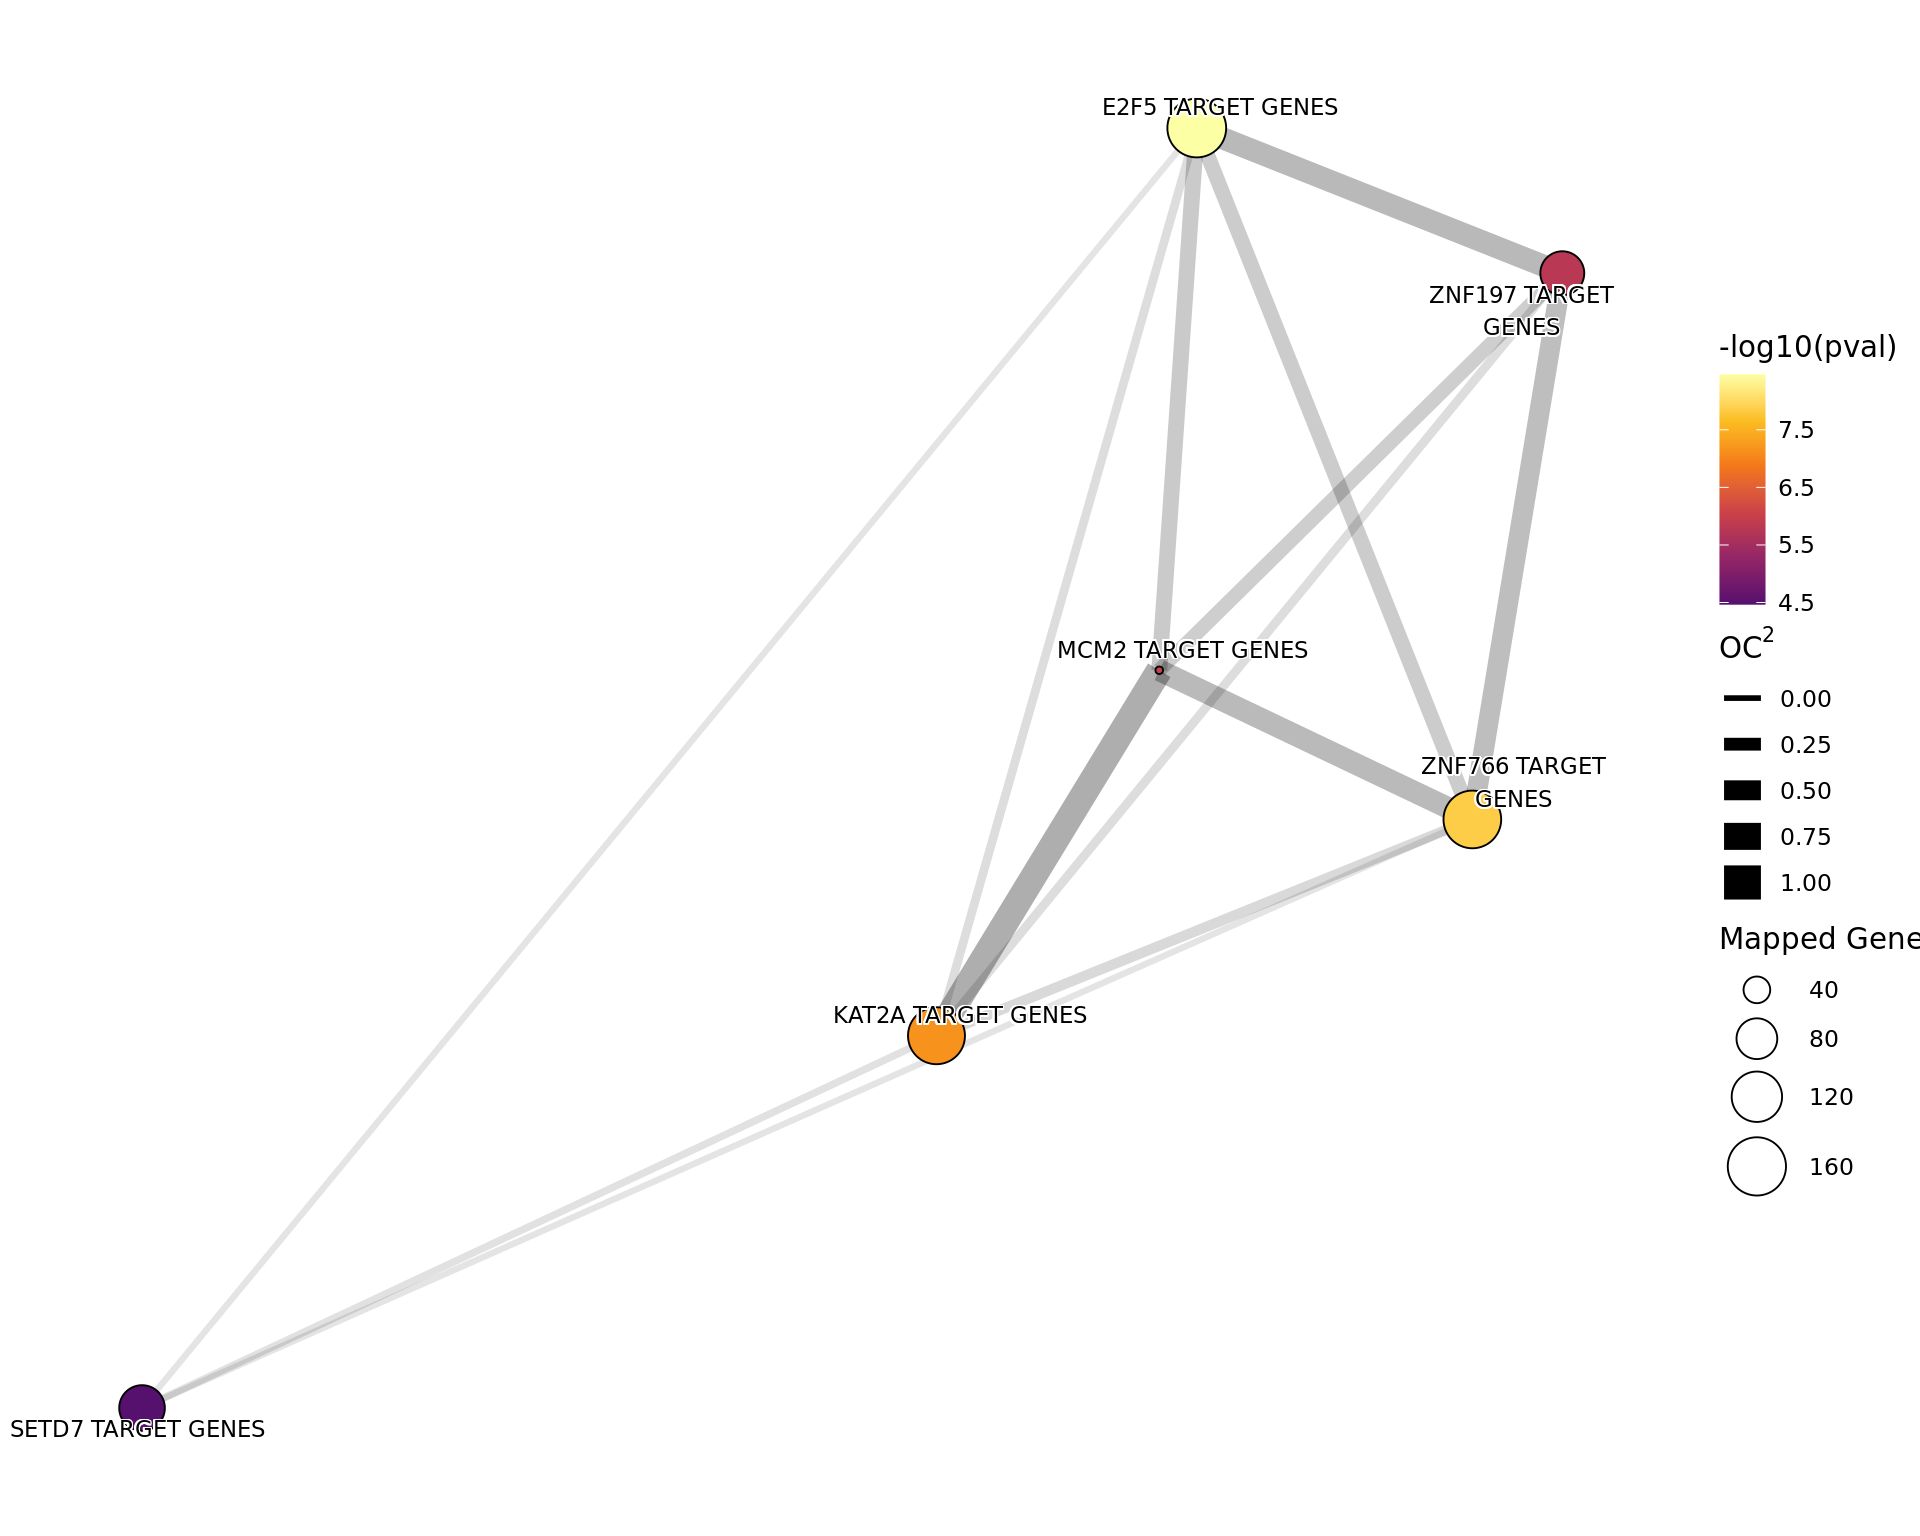 E2F5 TARGET GENES
ZNF197 TARGET
GENES
MCM2 TARGET GENES
ZNF766 TARGET
GENES
KAT2A TARGET GENES
SETD7 TARGET GENES
-log10(pval)
7.5
6.5
5.5
4.5
OC²
0.00
0.25
0.50
0.75
1.00
Mapped Gene
40
80
120
160